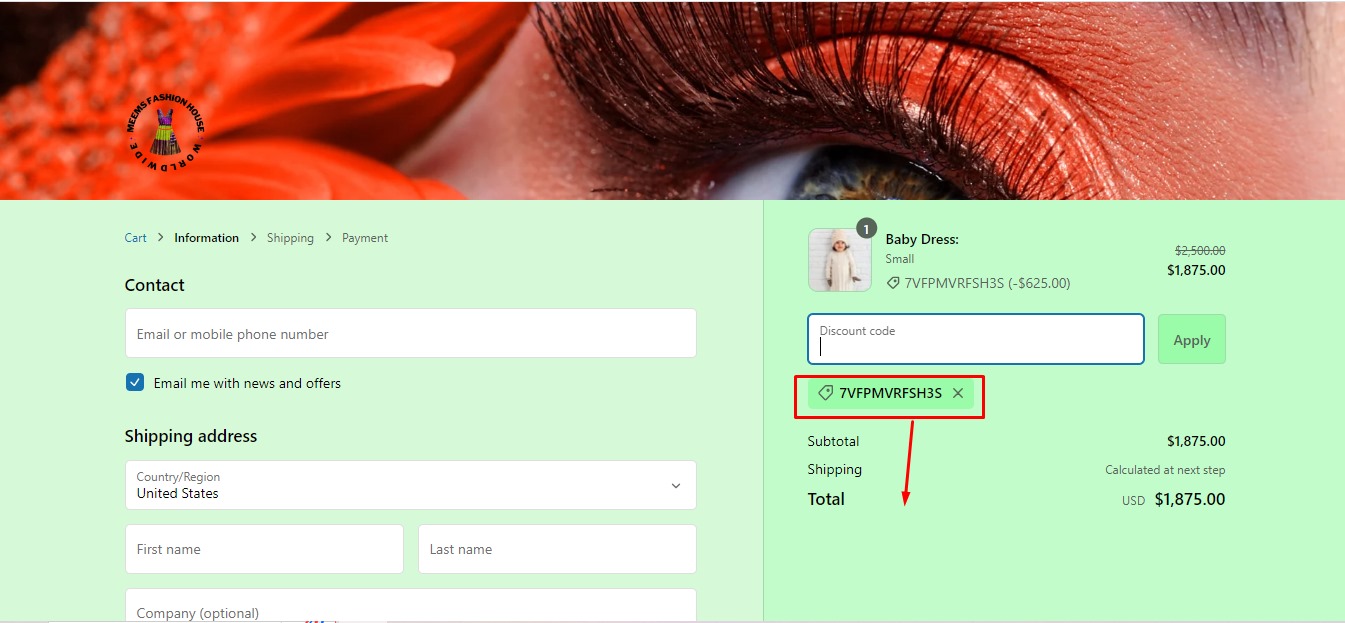 MEEMS FASHION HOUSE
WORLDWIDE
Cart > Information > Shipping > Payment
Contact
Email or mobile phone number
Email me with news and offers
Shipping address
Country/Region
United States
First name
Last name
Company (optional)
1
Baby Dress:
Small
7VFPMVRFSH3S (-$625.00)
$2,500.00
$1,875.00
Discount code
Apply
7VFPMVRFSH3S
Subtotal $1,875.00
Shipping Calculated at next step
Total USD $1,875.00